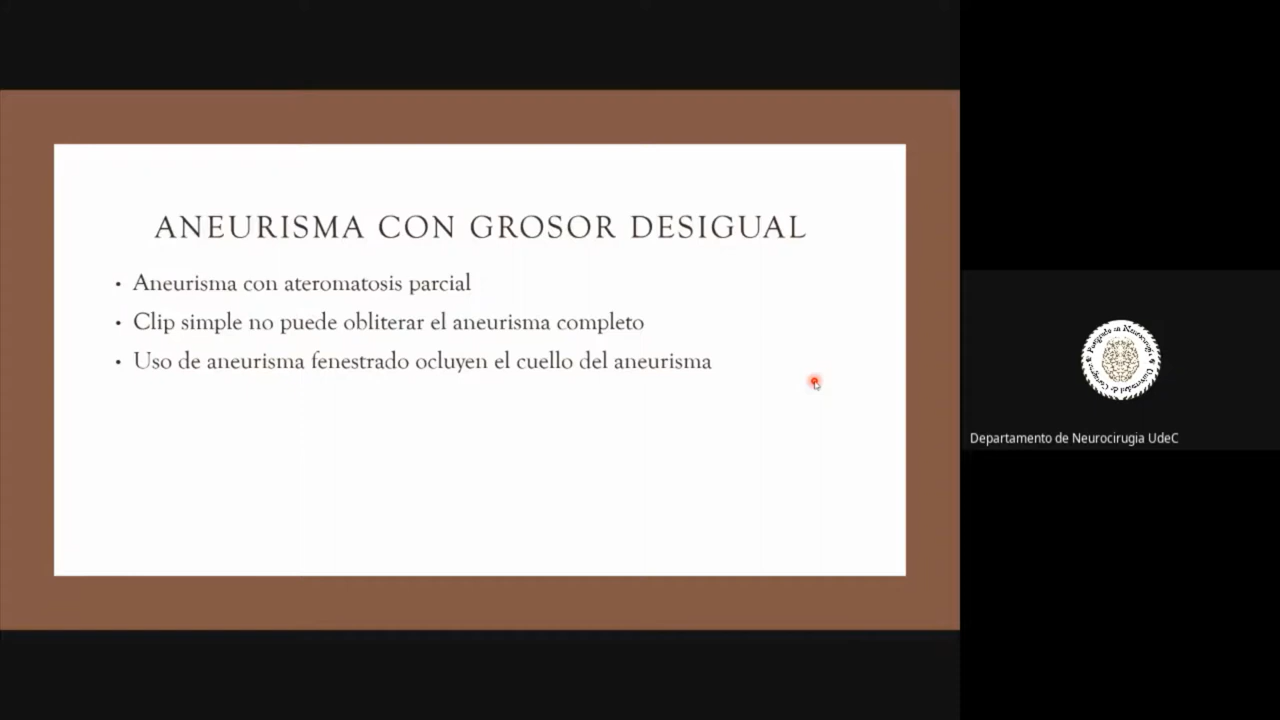 ANEURISMA CON GROSOR DESIGUAL
• Aneurisma con ateromatosis parcial
• Clip simple no puede obliterar el aneurisma completo
• Uso de aneurisma fenestrado ocluyen el cuello del aneurisma
Departamento de Neurocirugia UdeC